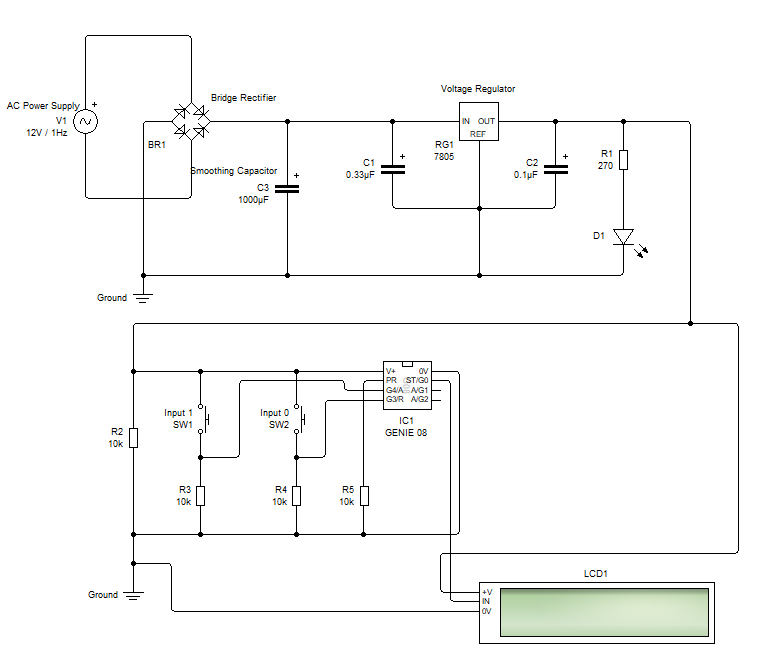 Voltage Regulator
Bridge Rectifier
AC Power Supply
+
V1
12V / 1Hz
BR1
IN OUT
REF
RG1
7805
Smoothing Capacitor
+
C3
1000µF
+
C1
0.33µF
+
C2
0.1µF
R1
270
D1
Ground
V+ 0V
PR ST/G0
G4/A A/G1
G3/R A/G2
IC1
GENIE 08
Input 1
SW1
Input 0
SW2
R2
10k
R3
10k
R4
10k
R5
10k
Ground
LCD1
+V
IN
0V